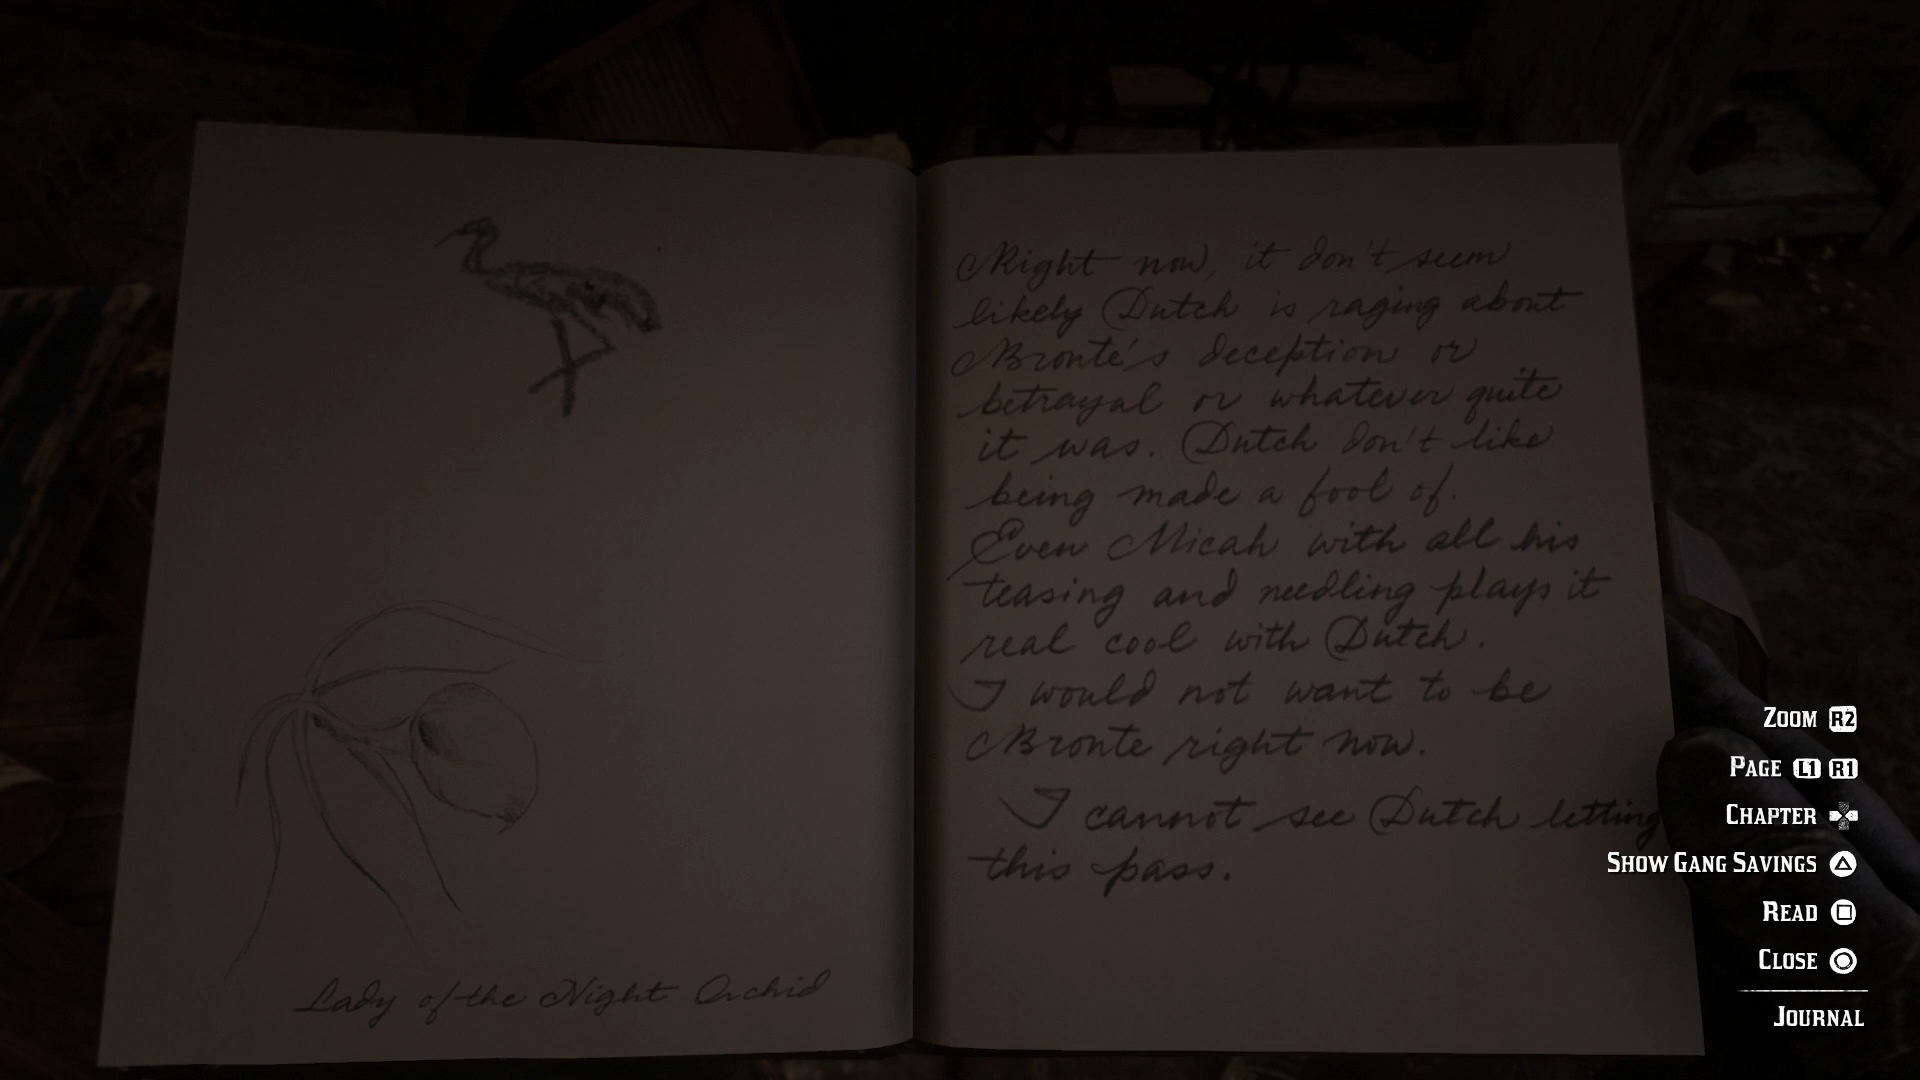 Lady of the Night Orchid
Right now, it don't seem
likely Dutch is raging about
Bronte's deception or
betrayal or whatever quite
it was. Dutch don't like
being made a fool of.
Even Micah with all his
teasing and needling plays it
real cool with Dutch.
I would not want to be
Bronte right now.
I cannot see Dutch letting
this pass.
ZOOM R2
PAGE L1 R1
CHAPTER
SHOW GANG SAVINGS
READ
CLOSE
JOURNAL